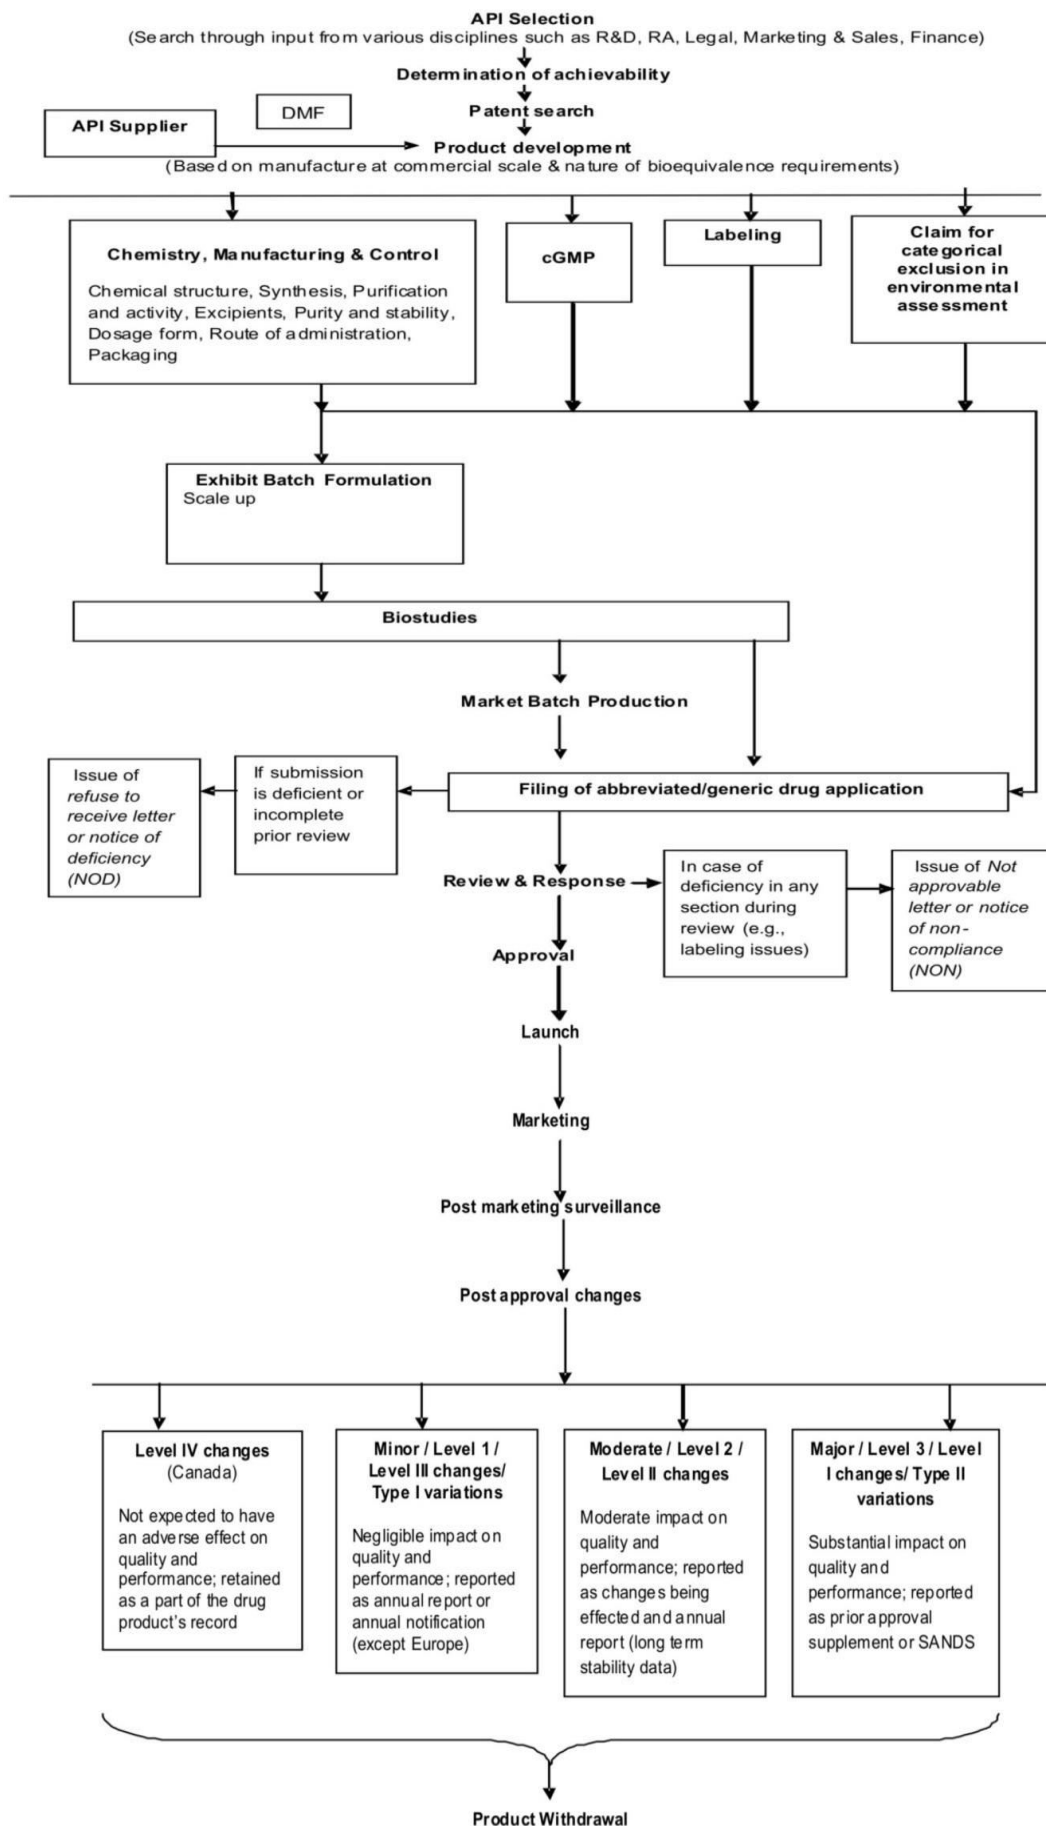 API Selection
(Search through input from various disciplines such as R&D, RA, Legal, Marketing & Sales, Finance)
Determination of achievability
Patent search
DMF
API Supplier
Product development
(Based on manufacture at commercial scale & nature of bioequivalence requirements)
Chemistry, Manufacturing & Control
Chemical structure, Synthesis, Purification
and activity, Excipients, Purity and stability,
Dosage form, Route of administration,
Packaging
cGMP
Labeling
Claim for
categorical
exclusion in
environmental
assessment
Exhibit Batch Formulation
Scale up
Biostudies
Market Batch Production
Filing of abbreviated/generic drug application
If submission
is deficient or
incomplete
prior review
Issue of
refuse to
receive letter
or notice of
deficiency
(NOD)
Review & Response
In case of
deficiency in any
section during
review (e.g.,
labeling issues)
Issue of Not
approvable
letter or notice
of non-
compliance
(NON)
Approval
Launch
Marketing
Post marketing surveillance
Post approval changes
Level IV changes
(Canada)
Not expected to have
an adverse effect on
quality and
performance; retained
as a part of the drug
product's record
Minor / Level 1 /
Level III changes/
Type I variations
Negligible impact on
quality and
performance; reported
as annual report or
annual notification
(except Europe)
Moderate / Level 2 /
Level II changes
Moderate impact on
quality and
performance; reported
as changes being
effected and annual
report (long term
stability data)
Major / Level 3 / Level
I changes/ Type II
variations
Substantial impact on
quality and
performance; reported
as prior approval
supplement or SANDS
Product Withdrawal